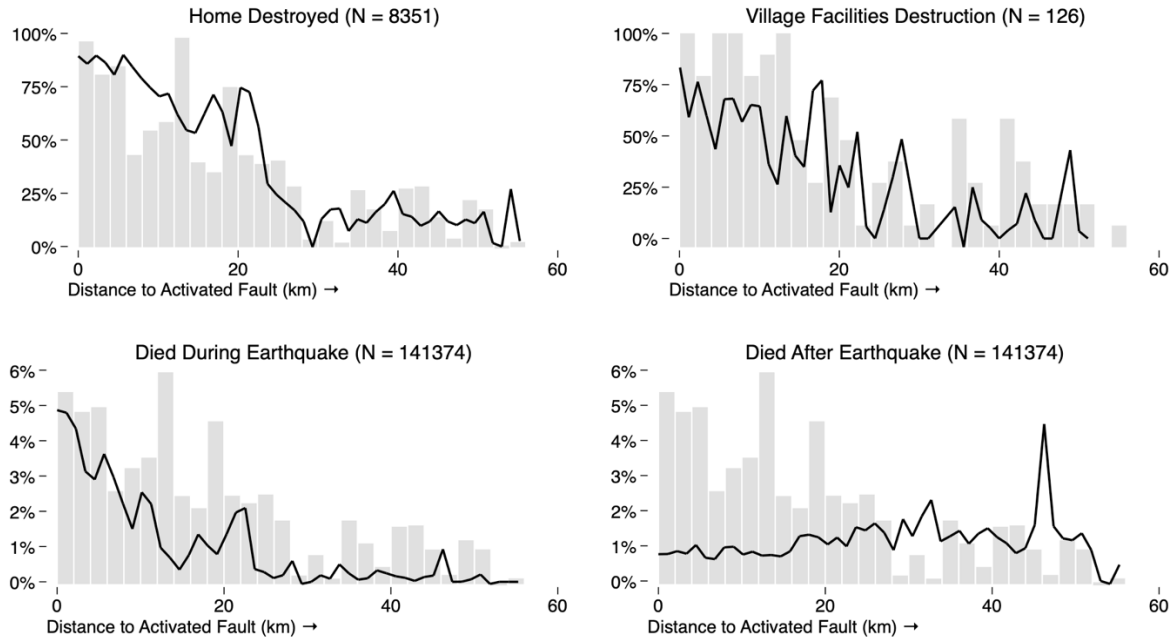 Home Destroyed (N = 8351)
100%
75%
50%
25%
0%
0 20 40 60
Distance to Activated Fault (km) →
Village Facilities Destruction (N = 126)
100%
75%
50%
25%
0%
0 20 40 60
Distance to Activated Fault (km) →
Died During Earthquake (N = 141374)
6%
5%
4%
3%
2%
1%
0%
0 20 40 60
Distance to Activated Fault (km) →
Died After Earthquake (N = 141374)
6%
5%
4%
3%
2%
1%
0%
0 20 40 60
Distance to Activated Fault (km) →